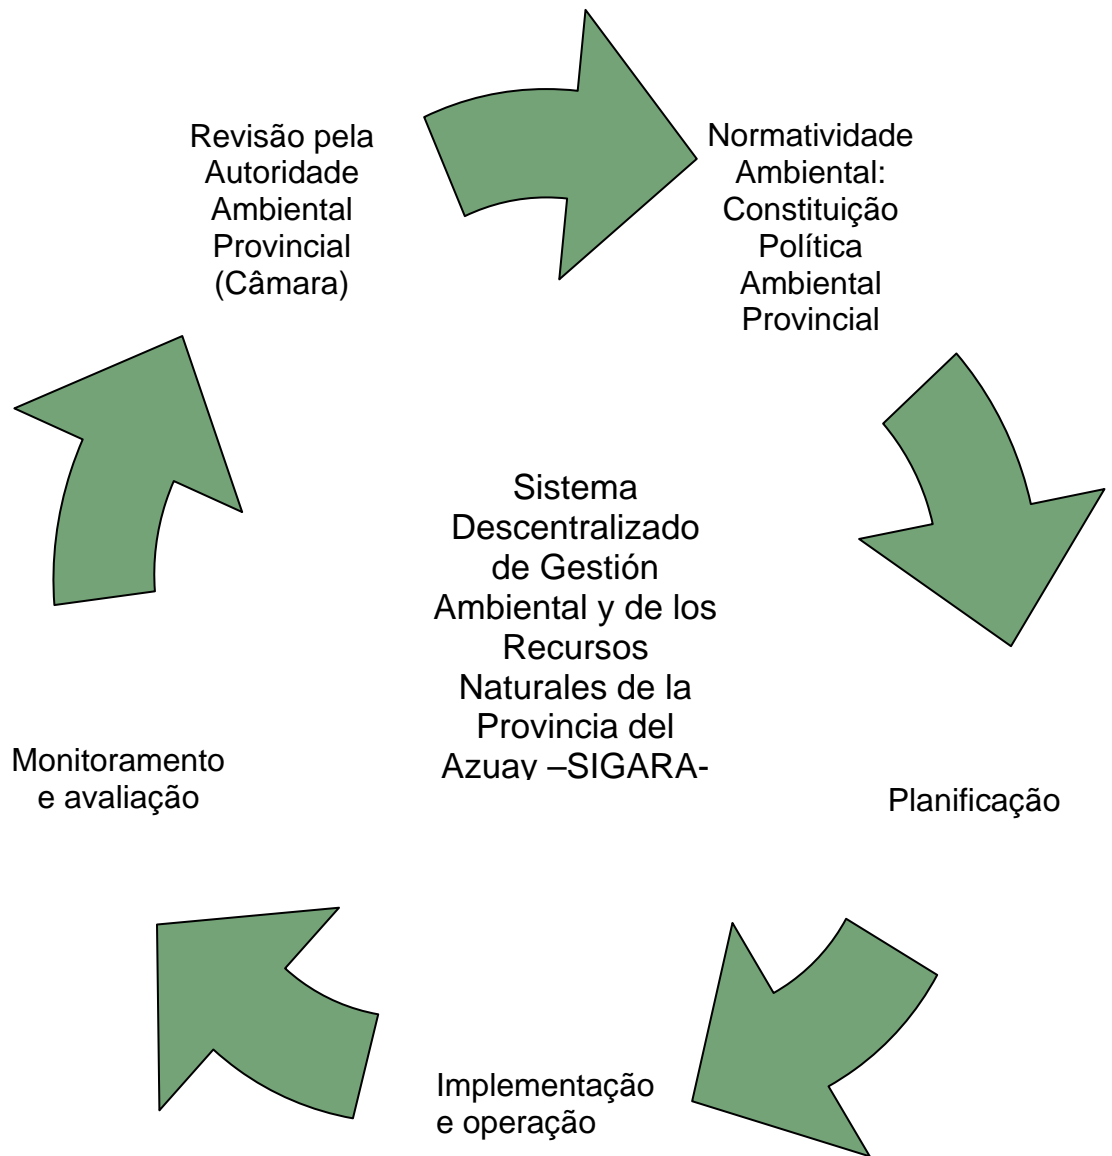 Revisão pela
Autoridade
Ambiental
Provincial
(Câmara)
Normatividade
Ambiental:
Constituição
Política
Ambiental
Provincial
Sistema
Descentralizado
de Gestión
Ambiental y de los
Recursos
Naturales de la
Provincia del
Azuay –SIGARA-
Monitoramento
e avaliação
Planificação
Implementação
e operação